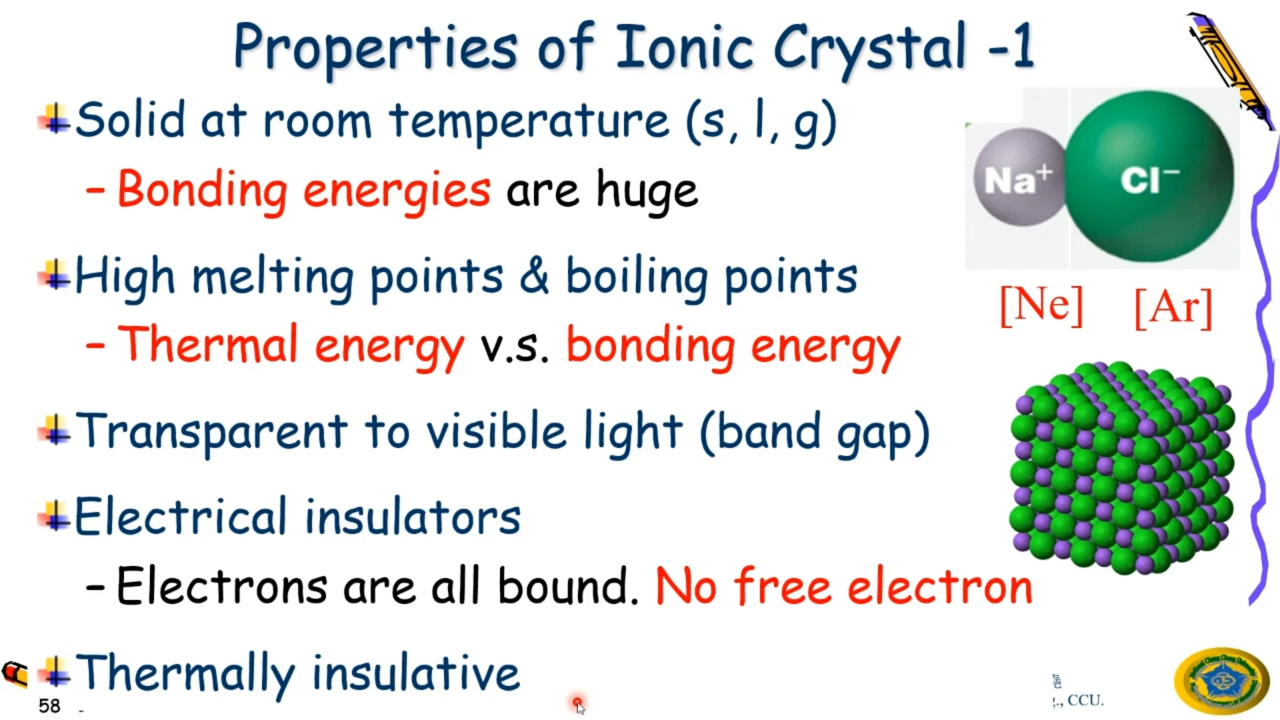 Properties of Ionic Crystal -1
Solid at room temperature (s, l, g)
– Bonding energies are huge
High melting points & boiling points
– Thermal energy v.s. bonding energy
Transparent to visible light (band gap)
Electrical insulators
– Electrons are all bound. No free electron
Thermally insulative
Na⁺ Cl⁻
[Ne] [Ar]
58
., CCU.